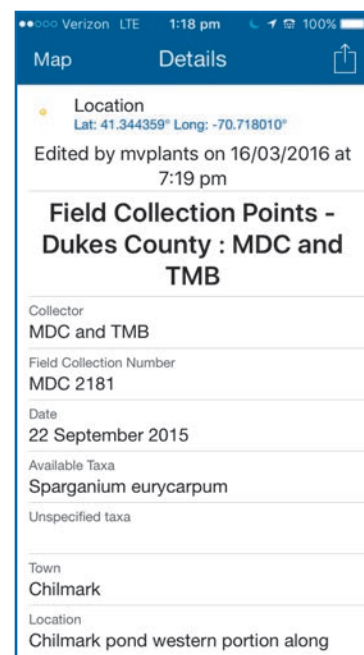 Verizon LTE 1:18 pm 100%
Map Details
Location
Lat: 41.344359° Long: -70.718010°
Edited by mvplants on 16/03/2016 at
7:19 pm
Field Collection Points -
Dukes County : MDC and
TMB
Collector
MDC and TMB
Field Collection Number
MDC 2181
Date
22 September 2015
Available Taxa
Sparganium eurycarpum
Unspecified taxa
Town
Chilmark
Location
Chilmark pond western portion along